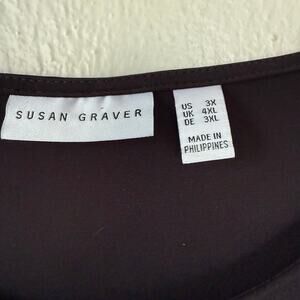 SUSAN GRAVER
US 3X
UK 4XL
DE 3XL
MADE IN
PHILIPPINES